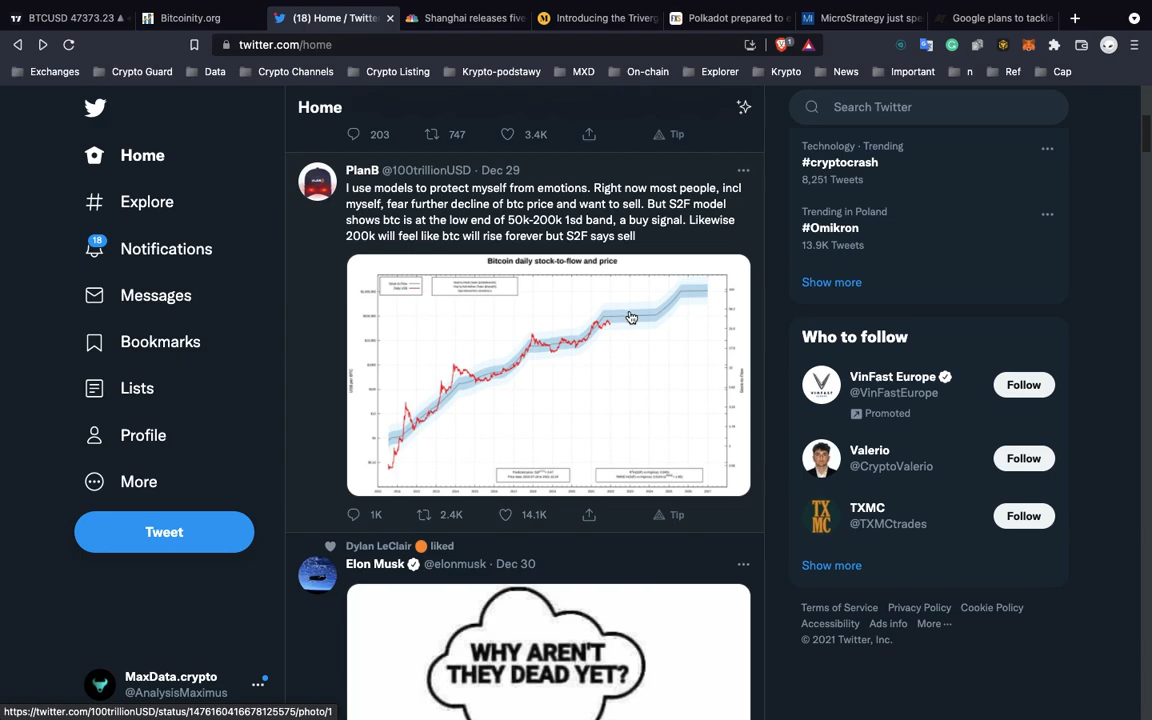 BTCUSD 47373.23
Bitcoinity.org
(18) Home / Twitte
Shanghai releases five
Introducing the Triverg
Polkadot prepared to e
MicroStrategy just spe
Google plans to tackle
twitter.com/home
Exchanges
Crypto Guard
Data
Crypto Channels
Crypto Listing
Krypto-podstawy
MXD
On-chain
Explorer
Krypto
News
Important
n
Ref
Cap
Home
Explore
18
Notifications
Messages
Bookmarks
Lists
Profile
More
Tweet
MaxData.crypto
@AnalysisMaximus
https://twitter.com/100trillionUSD/status/1476160416678125575/photo/1
Home
203 747 3.4K Tip
PlanB @100trillionUSD · Dec 29
I use models to protect myself from emotions. Right now most people, incl
myself, fear further decline of btc price and want to sell. But S2F model
shows btc is at the low end of 50k-200k 1sd band, a buy signal. Likewise
200k will feel like btc will rise forever but S2F says sell
Bitcoin daily stock-to-flow and price
1K 2.4K 14.1K Tip
Dylan LeClair liked
Elon Musk @elonmusk · Dec 30
WHY AREN'T
THEY DEAD YET?
Search Twitter
Technology · Trending
#cryptocrash
8,251 Tweets
Trending in Poland
#Omikron
13.9K Tweets
Show more
Who to follow
VinFast Europe
@VinFastEurope
Promoted
Follow
Valerio
@CryptoValerio
Follow
TXMC
@TXMCtrades
Follow
Show more
Terms of Service Privacy Policy Cookie Policy
Accessibility Ads info More ···
© 2021 Twitter, Inc.